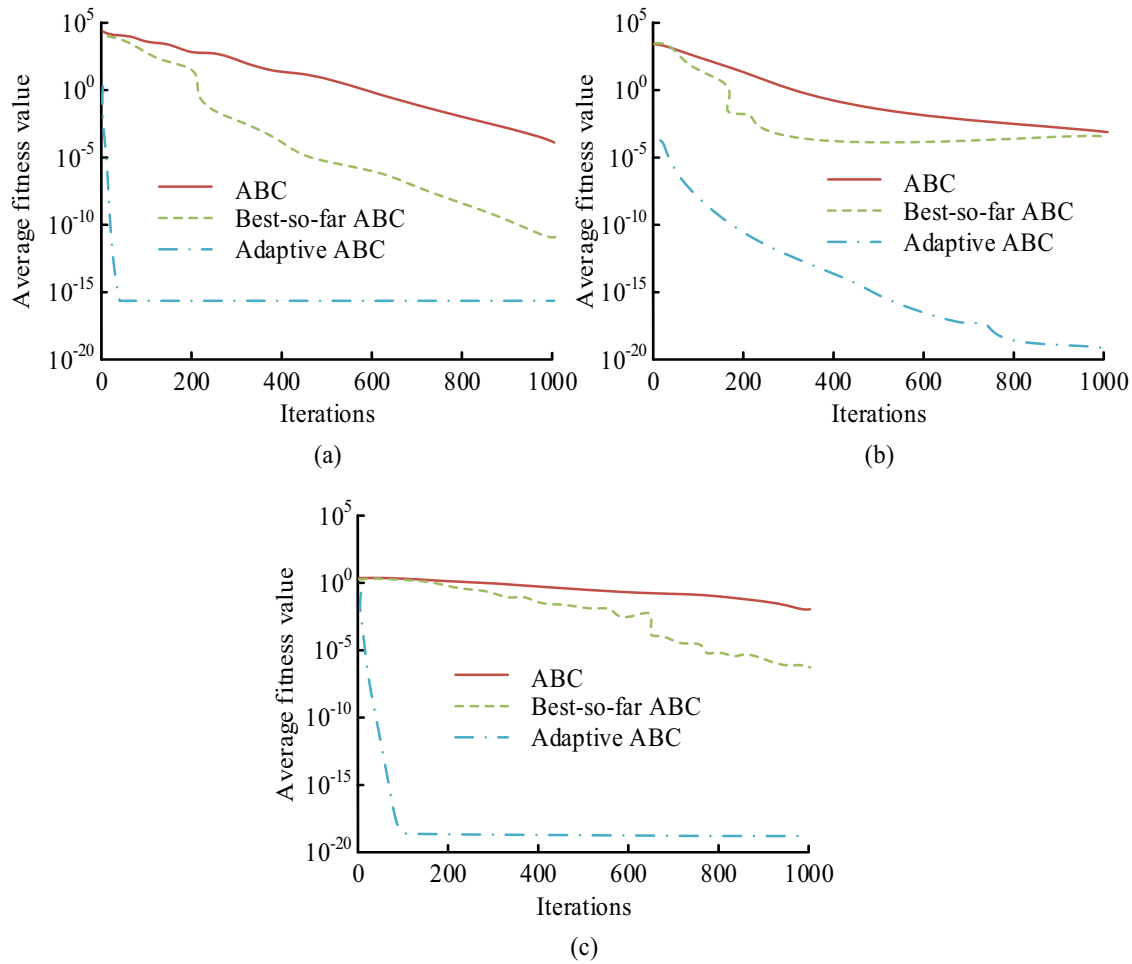 Average fitness value
10^5
10^0
10^-5
10^-10
10^-15
10^-20
ABC
Best-so-far ABC
Adaptive ABC
0 200 400 600 800 1000
Iterations
(a)
Average fitness value
10^5
10^0
10^-5
10^-10
10^-15
10^-20
ABC
Best-so-far ABC
Adaptive ABC
0 200 400 600 800 1000
Iterations
(b)
Average fitness value
10^5
10^0
10^-5
10^-10
10^-15
10^-20
ABC
Best-so-far ABC
Adaptive ABC
0 200 400 600 800 1000
Iterations
(c)